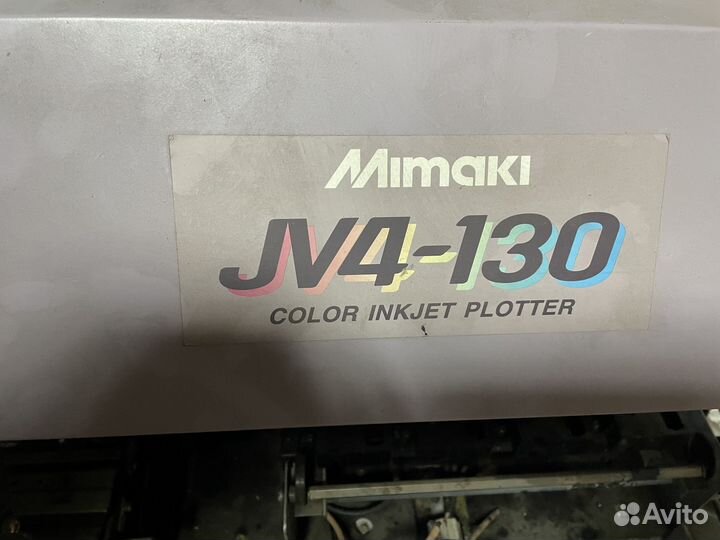 Mimaki
JV4-130
COLOR INKJET PLOTTER
Avito